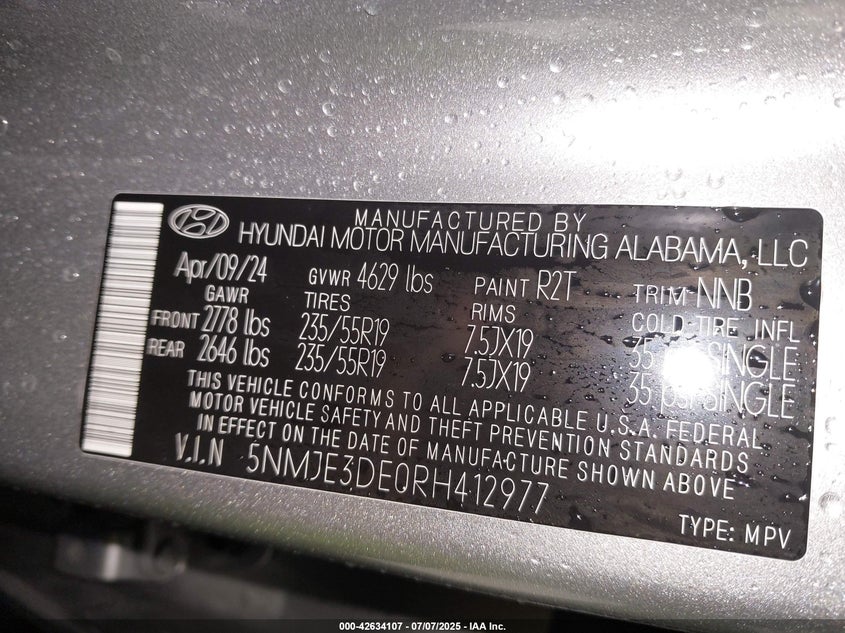 MANUFACTURED BY
HYUNDAI MOTOR MANUFACTURING ALABAMA, LLC
Apr/09/24 GVWR 4629 lbs PAINT R2T TRIM NNB
GAWR TIRES RIMS COLD TIRE INFL
FRONT 2778 lbs 235/55R19 7.5JX19 35 SINGLE
REAR 2646 lbs 235/55R19 7.5JX19 35 psi SINGLE
THIS VEHICLE CONFORMS TO ALL APPLICABLE U.S.A. FEDERAL
MOTOR VEHICLE SAFETY AND THEFT PREVENTION STANDARDS
IN EFFECT ON THE DATE OF MANUFACTURE SHOWN ABOVE
V.I.N 5NMJE3DE0RH412977
TYPE: MPV
000-42634107 - 07/07/2025 - IAA Inc.